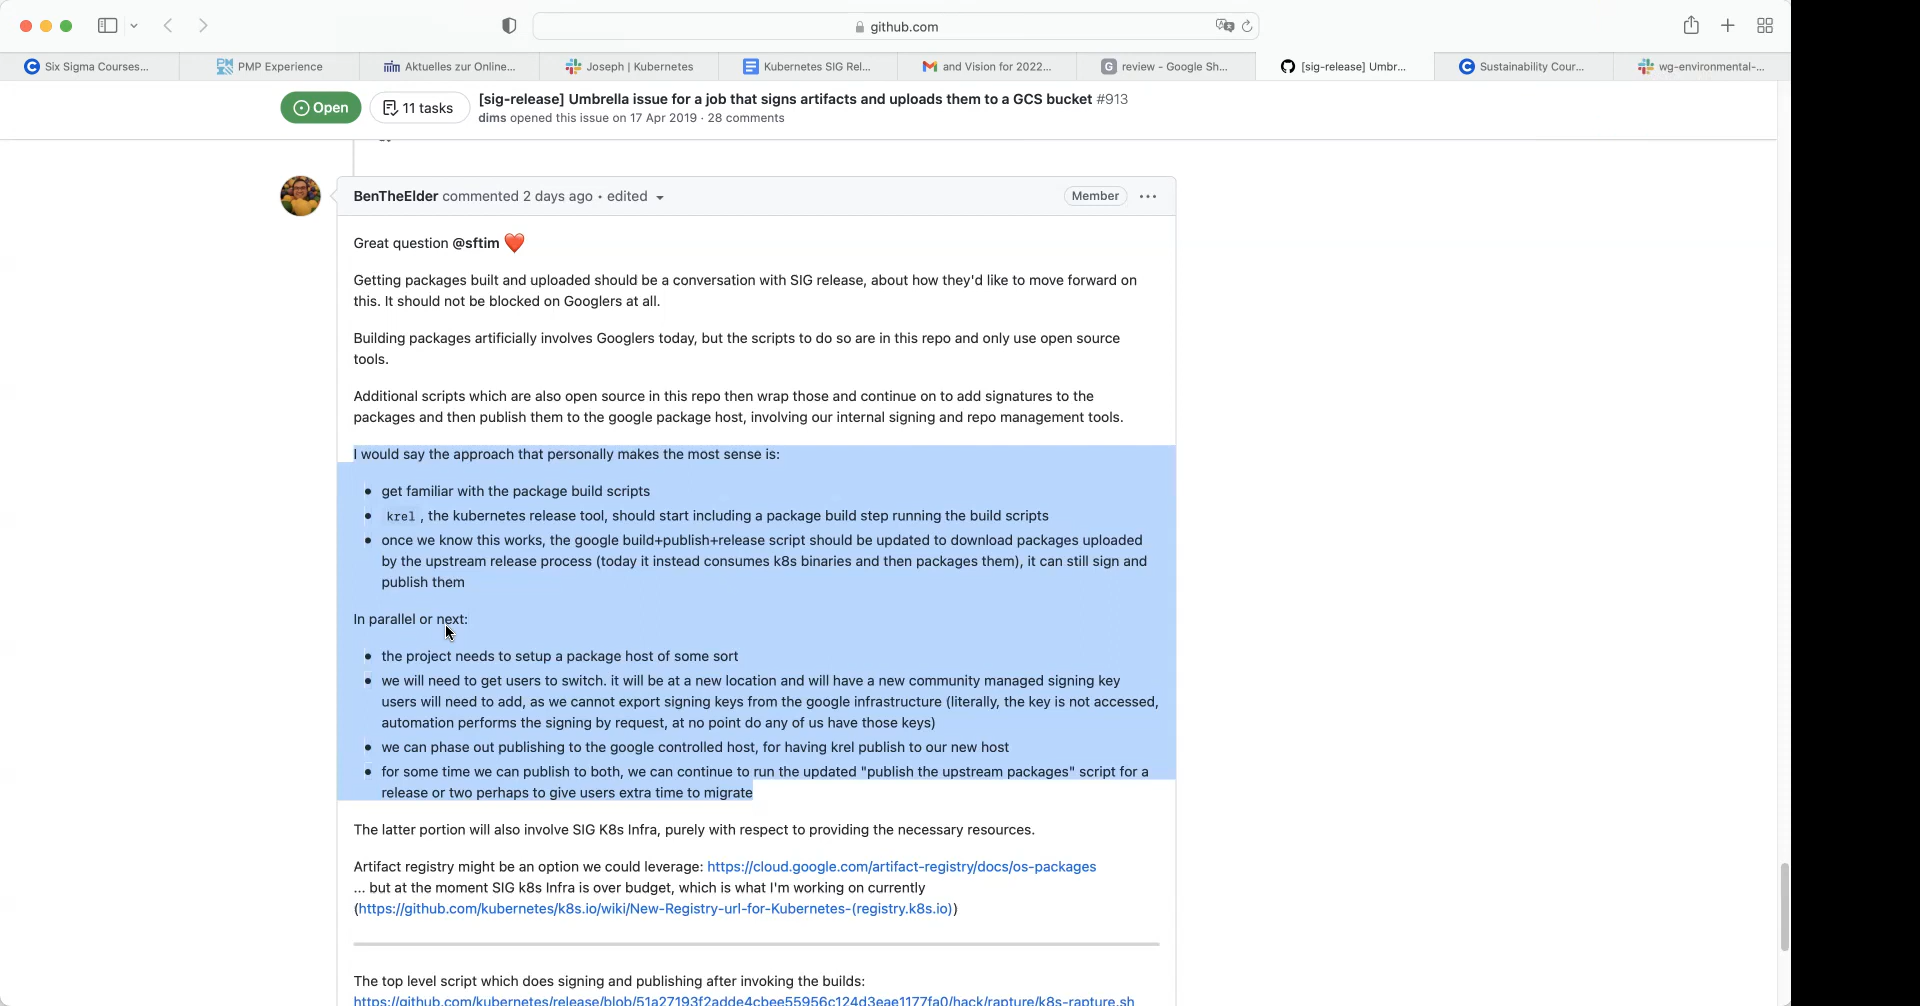 github.com
Six Sigma Courses...
PMP Experience
Aktuelles zur Online...
Joseph | Kubernetes
Kubernetes SIG Rel...
and Vision for 2022...
review - Google Sh...
[sig-release] Umbr...
Sustainability Cour...
wg-environmental-...
Open
11 tasks
[sig-release] Umbrella issue for a job that signs artifacts and uploads them to a GCS bucket #913
dims opened this issue on 17 Apr 2019 · 28 comments
BenTheElder commented 2 days ago • edited
Member
Great question @sftim ❤️
Getting packages built and uploaded should be a conversation with SIG release, about how they'd like to move forward on
this. It should not be blocked on Googlers at all.
Building packages artificially involves Googlers today, but the scripts to do so are in this repo and only use open source
tools.
Additional scripts which are also open source in this repo then wrap those and continue on to add signatures to the
packages and then publish them to the google package host, involving our internal signing and repo management tools.
I would say the approach that personally makes the most sense is:
• get familiar with the package build scripts
• krel , the kubernetes release tool, should start including a package build step running the build scripts
• once we know this works, the google build+publish+release script should be updated to download packages uploaded
by the upstream release process (today it instead consumes k8s binaries and then packages them), it can still sign and
publish them
In parallel or next:
• the project needs to setup a package host of some sort
• we will need to get users to switch. it will be at a new location and will have a new community managed signing key
users will need to add, as we cannot export signing keys from the google infrastructure (literally, the key is not accessed,
automation performs the signing by request, at no point do any of us have those keys)
• we can phase out publishing to the google controlled host, for having krel publish to our new host
• for some time we can publish to both, we can continue to run the updated "publish the upstream packages" script for a
release or two perhaps to give users extra time to migrate
The latter portion will also involve SIG K8s Infra, purely with respect to providing the necessary resources.
Artifact registry might be an option we could leverage: https://cloud.google.com/artifact-registry/docs/os-packages
... but at the moment SIG k8s Infra is over budget, which is what I'm working on currently
(https://github.com/kubernetes/k8s.io/wiki/New-Registry-url-for-Kubernetes-(registry.k8s.io))
The top level script which does signing and publishing after invoking the builds:
https://github.com/kubernetes/release/blob/51a27193f2adde4cbee55956c124d3eae1177fa0/hack/rapture/k8s-rapture.sh